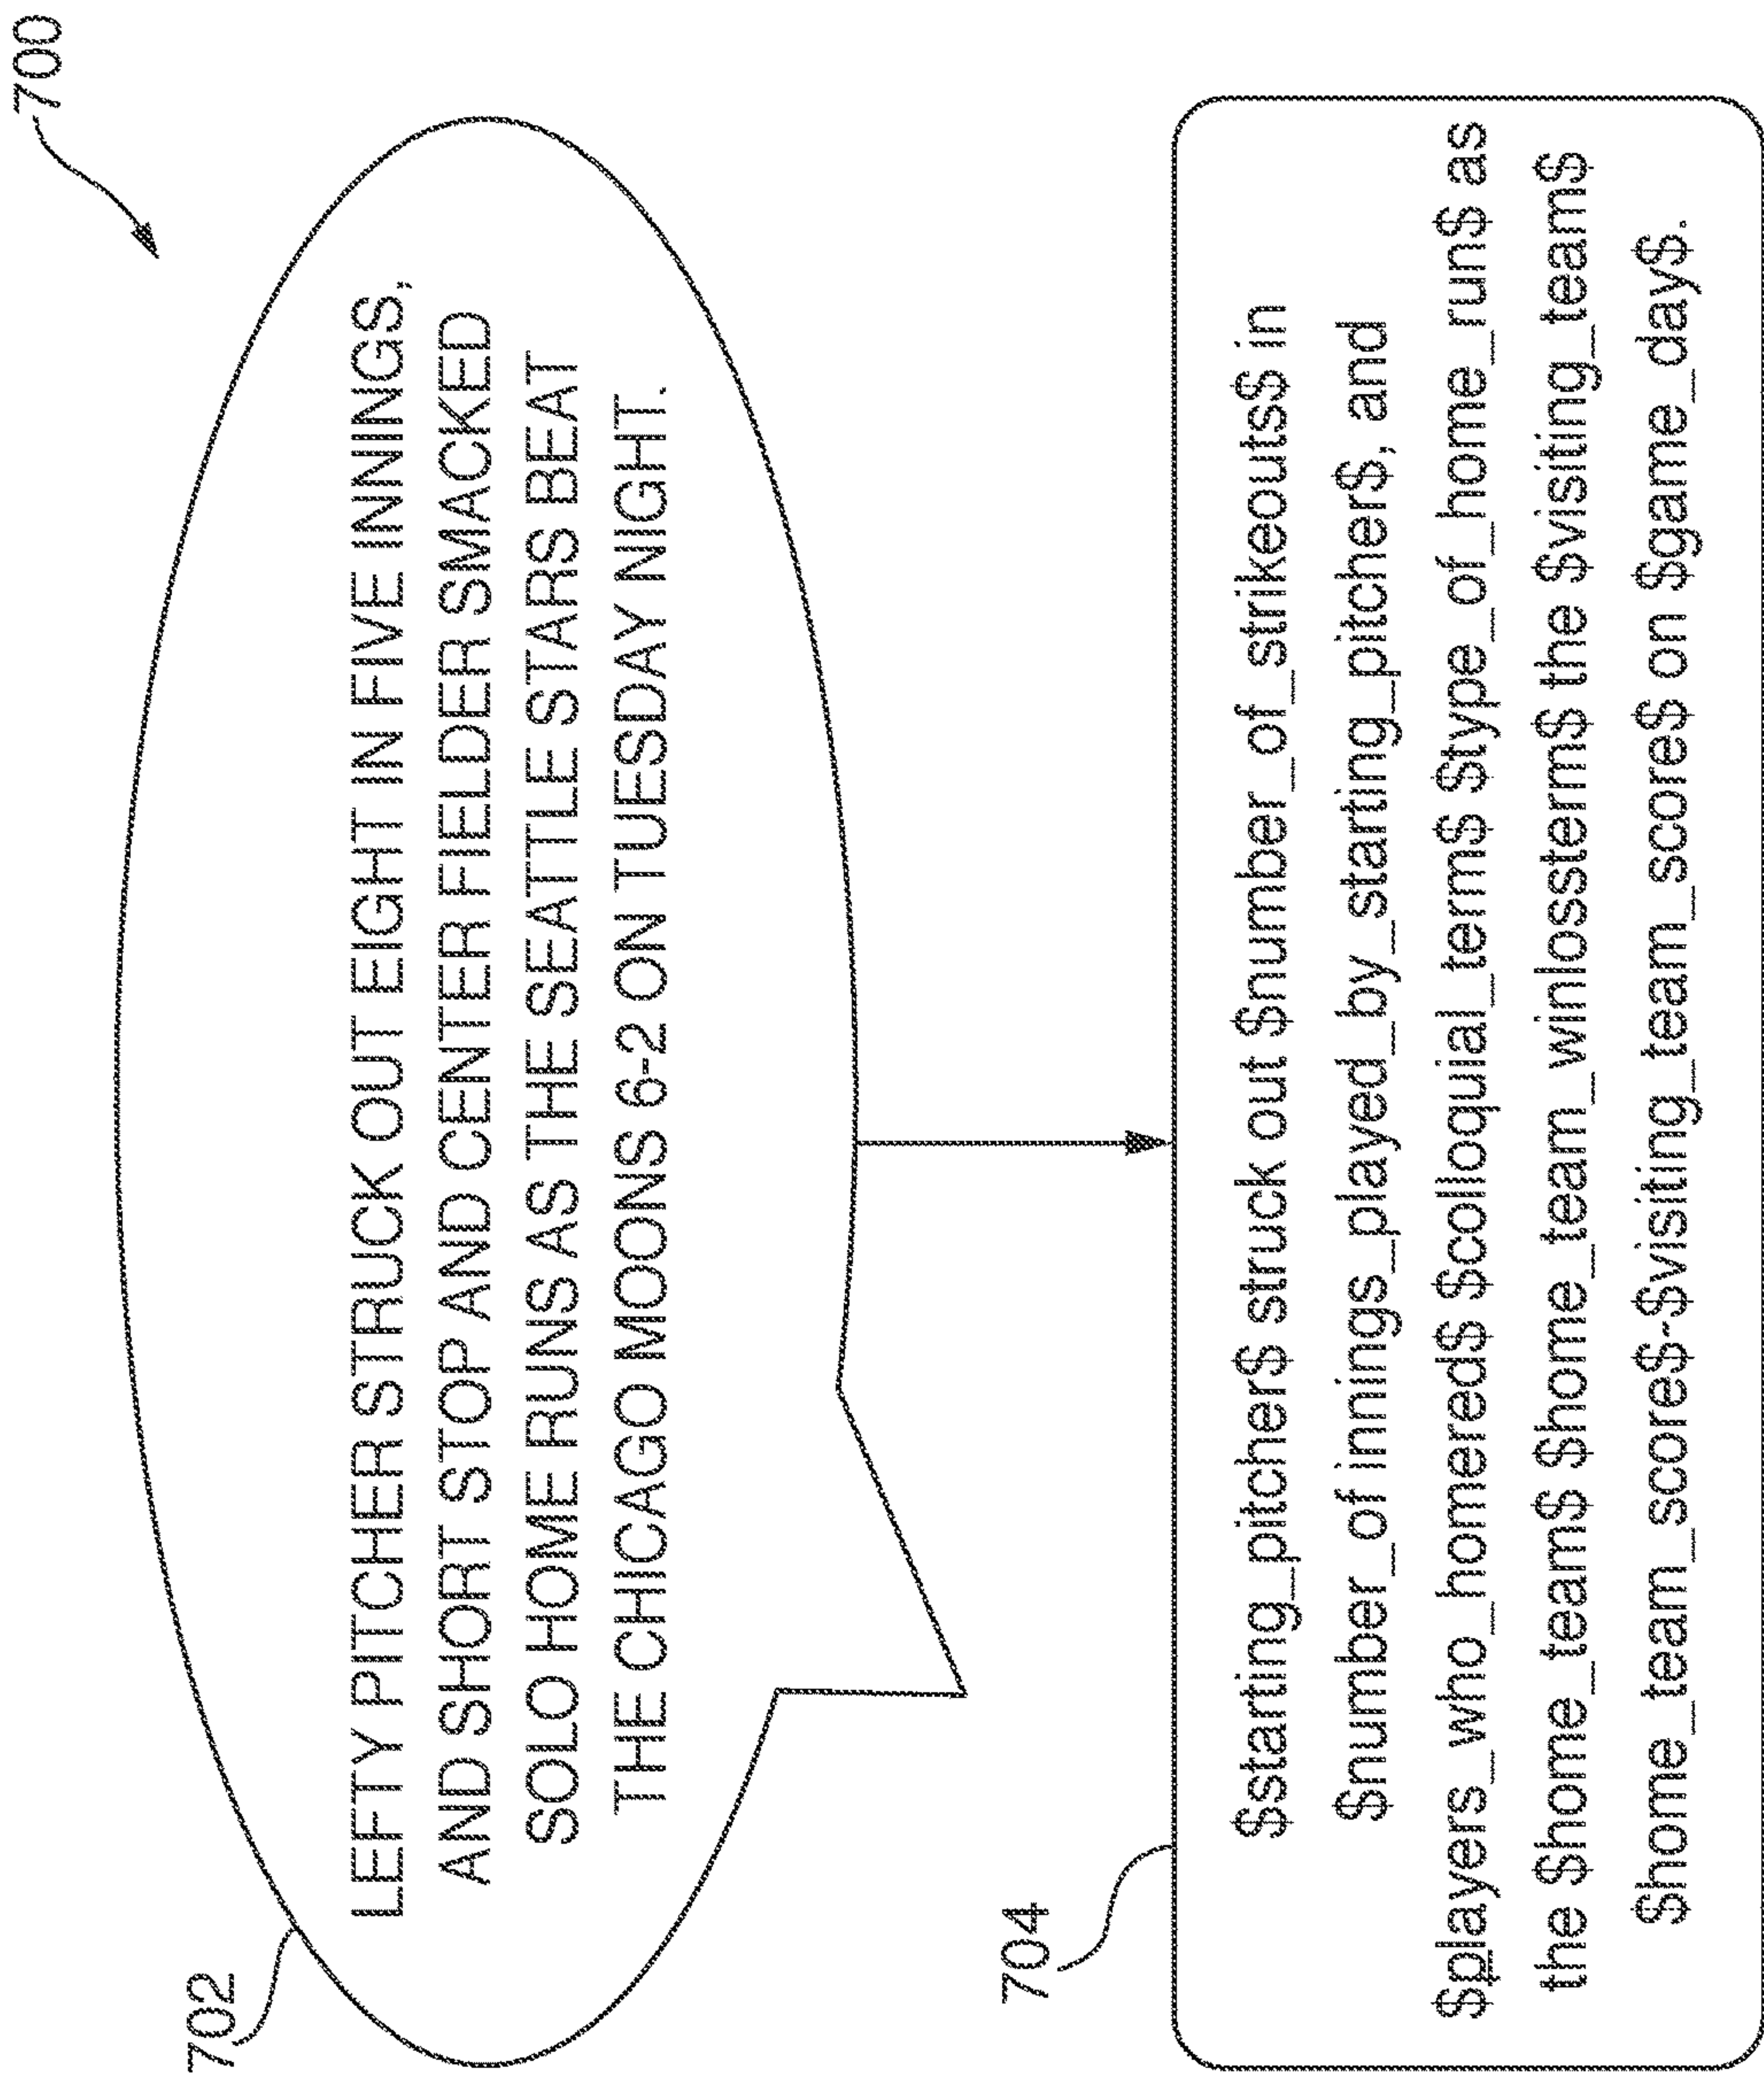 700
702
LEFTY PITCHER STRUCK OUT EIGHT IN FIVE INNINGS,
AND SHORT STOP AND CENTER FIELDER SMACKED
SOLO HOME RUNS AS THE SEATTLE STARS BEAT
THE CHICAGO MOONS 6-2 ON TUESDAY NIGHT.
704
$starting_pitcher$ struck out $number_of_strikeouts$ in
$number_of innings_played_by_starting_pitcher$, and
$players_who_homered$ $colloquial_term$ $type_of_home_run$ as
the $home_team$ $home_team_winlossterm$ the $visiting_team$
$home_team_score$-$visiting_team_score$ on $game_day$.